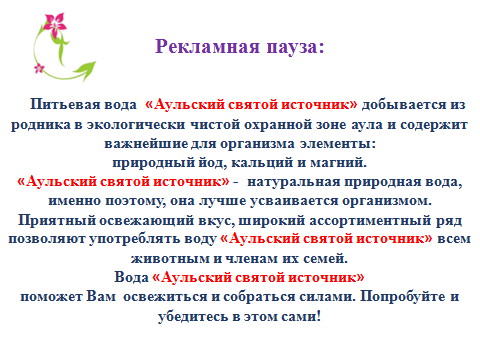 Рекламная пауза:
Питьевая вода «Аульский святой источник» добывается из
родника в экологически чистой охранной зоне аула и содержит
важнейшие для организма элементы:
природный йод, кальций и магний.
«Аульский святой источник» - натуральная природная вода,
именно поэтому, она лучше усваивается организмом.
Приятный освежающий вкус, широкий ассортиментный ряд
позволяют употреблять воду «Аульский святой источник» всем
животным и членам их семей.
Вода «Аульский святой источник»
поможет Вам освежиться и собраться силами. Попробуйте и
убедитесь в этом сами!